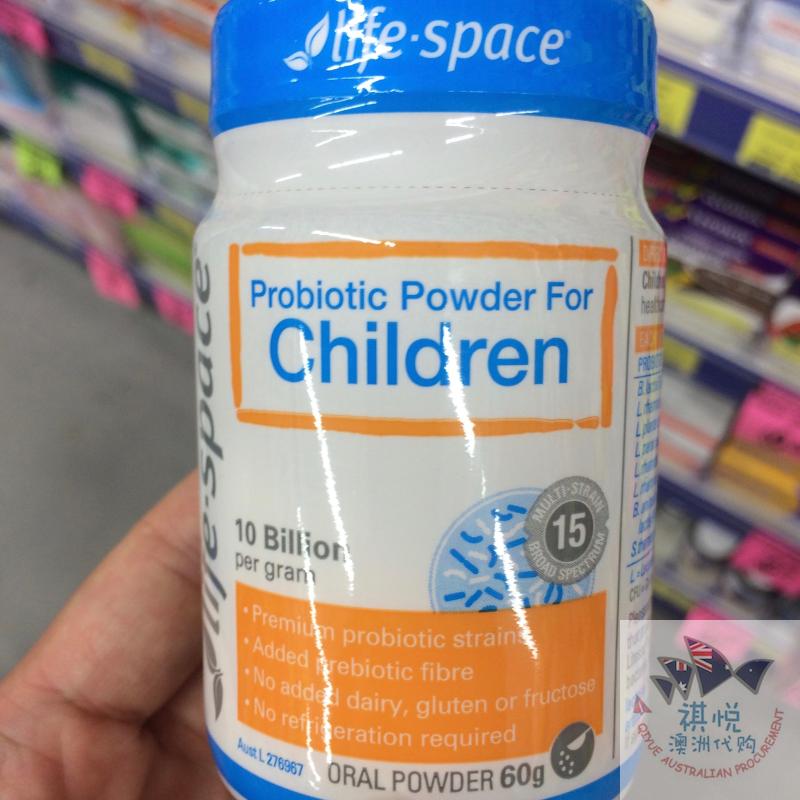 life·space
Probiotic Powder For
Children
life·space
10 Billion
per gram
MULTI-STRAIN
15
BROAD SPECTRUM
• Premium probiotic strains
• Added prebiotic fibre
• No added dairy, gluten or fructose
• No refrigeration required
Aust L 276967
ORAL POWDER 60g
祺悦
澳洲代购
QIYUE AUSTRALIAN PROCUREMENT